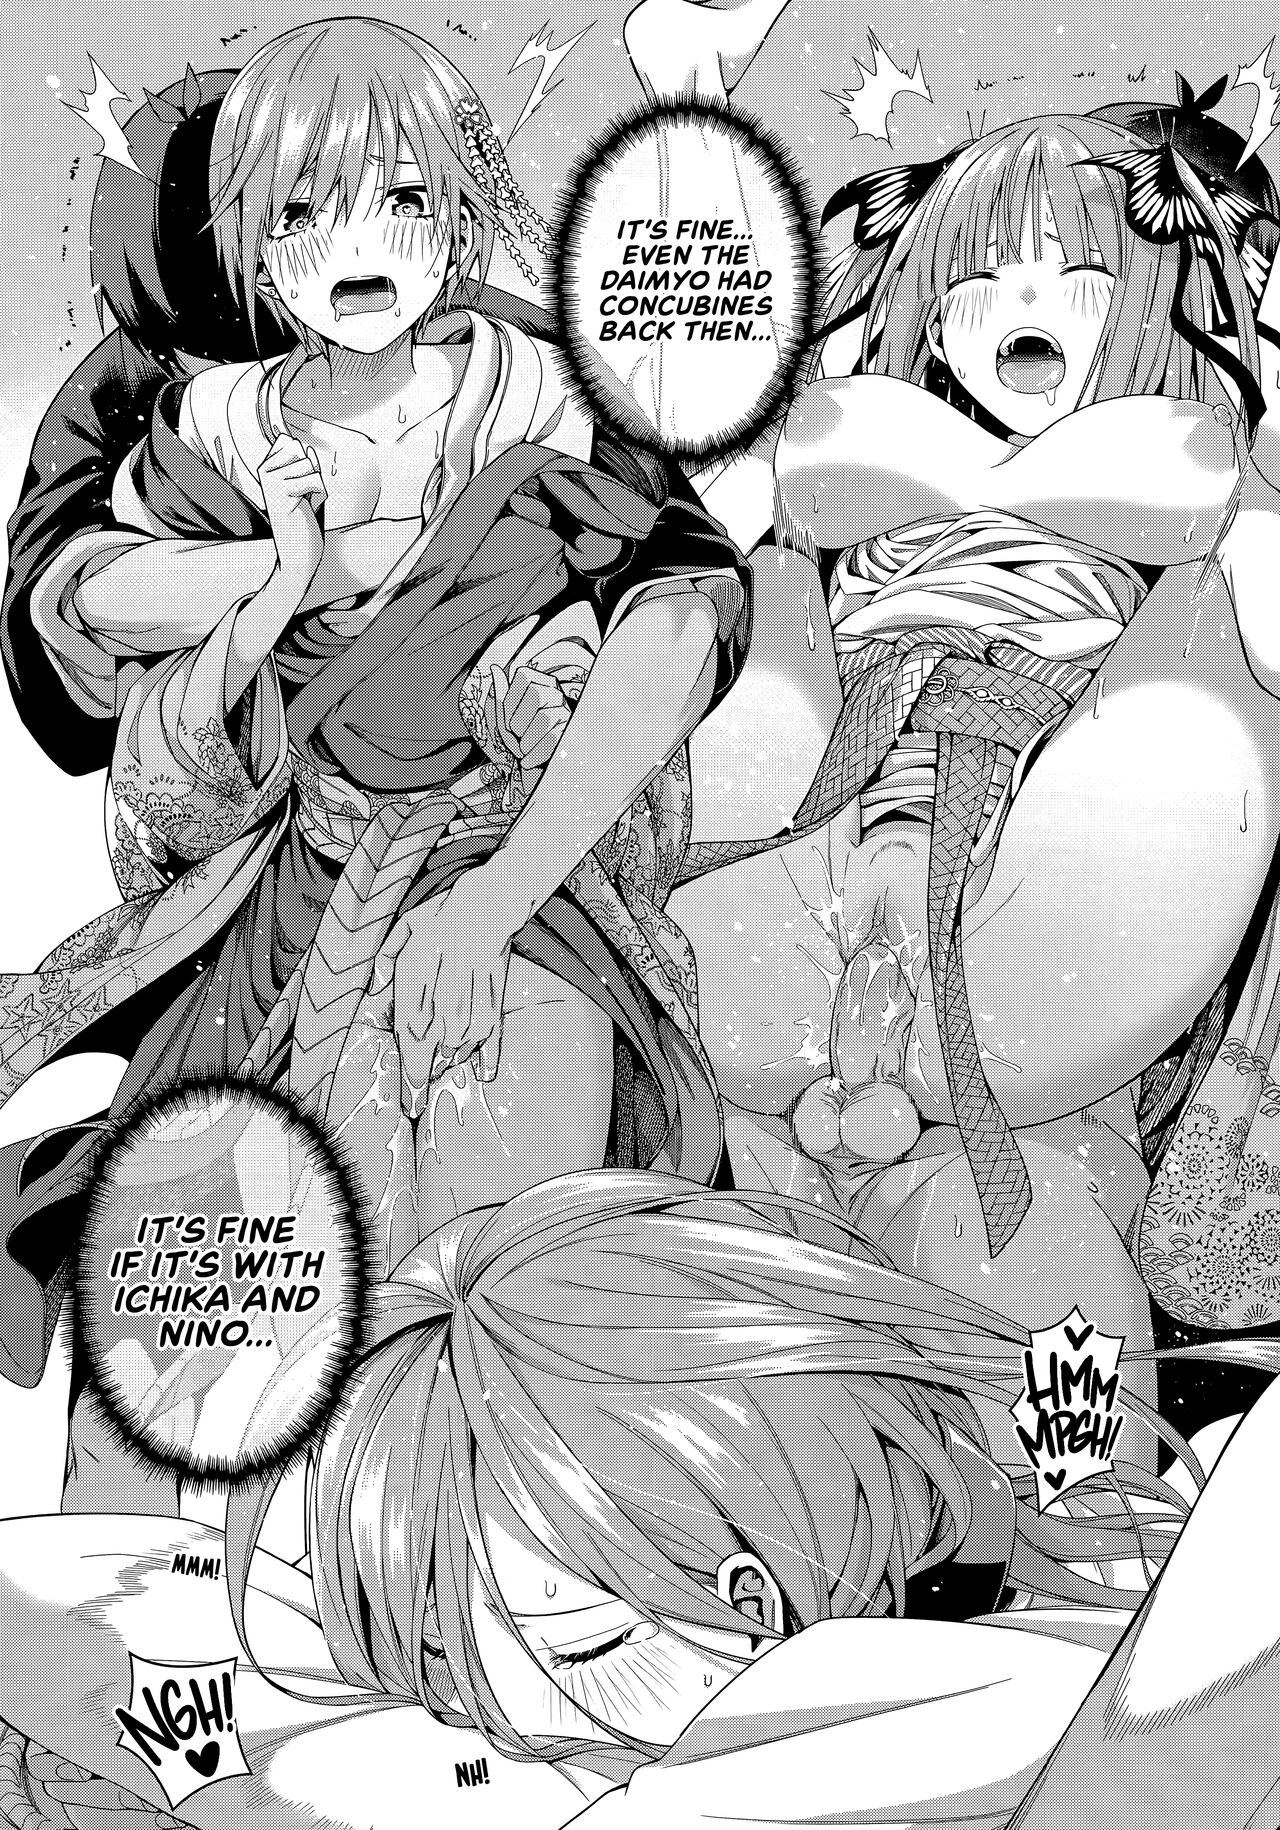 IT'S FINE...
EVEN THE
DAIMYO HAD
CONCUBINES
BACK THEN...
IT'S FINE
IF IT'S WITH
ICHIKA AND
NINO...
HMM
MPGH!
MMM!
NGH!
NH!